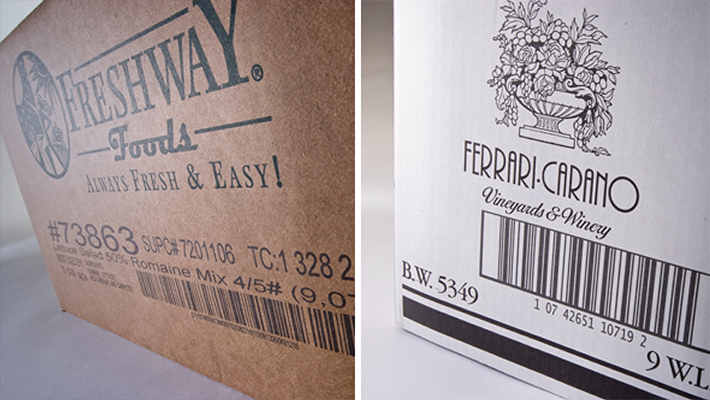 FRESHWAY®
Foods
ALWAYS FRESH & EASY!
#73863 SUPC# 7201106 TC:1 328 2
Lettuce Salad 50% Romaine Mix 4/5# (9,07
FERRARI-CARANO
Vineyards & Winery
1 07 42651 10719 2
B.W. 5349
9 W.L.